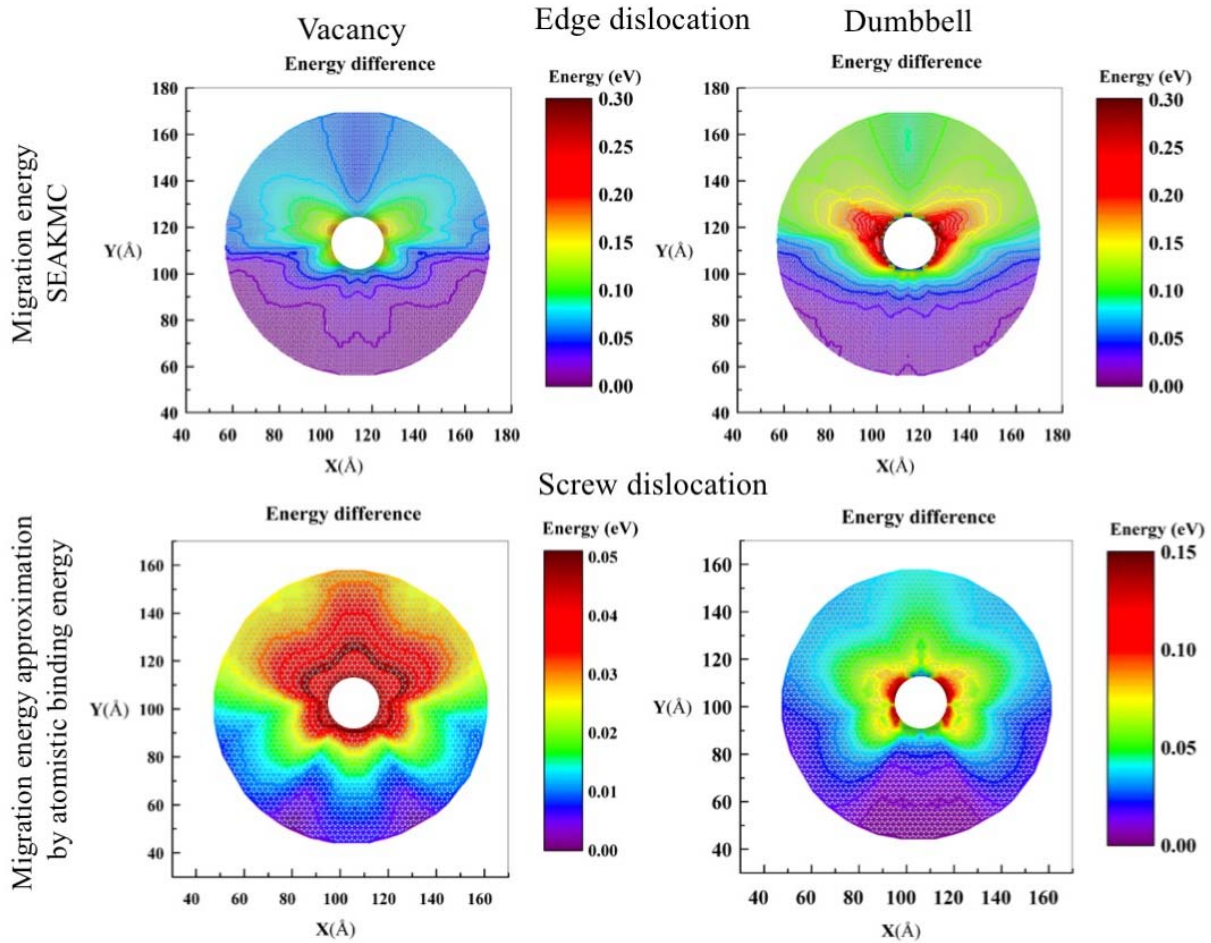 Edge dislocation
Vacancy
Dumbbell
Energy difference
Energy (eV)
Energy difference
Energy (eV)
Migration energy
SEAKMC
180
160
140
120
100
80
60
40
Y(Å)
40 60 80 100 120 140 160 180
X(Å)
0.30
0.25
0.20
0.15
0.10
0.05
0.00
180
160
140
120
100
80
60
40
Y(Å)
40 60 80 100 120 140 160 180
X(Å)
0.30
0.25
0.20
0.15
0.10
0.05
0.00
Screw dislocation
Energy difference
Energy (eV)
Energy difference
Energy (eV)
Migration energy approximation
by atomistic binding energy
160
140
120
100
80
60
40
Y(Å)
40 60 80 100 120 140 160
X(Å)
0.05
0.04
0.03
0.02
0.01
0.00
160
140
120
100
80
60
40
Y(Å)
40 60 80 100 120 140 160
X(Å)
0.15
0.10
0.05
0.00